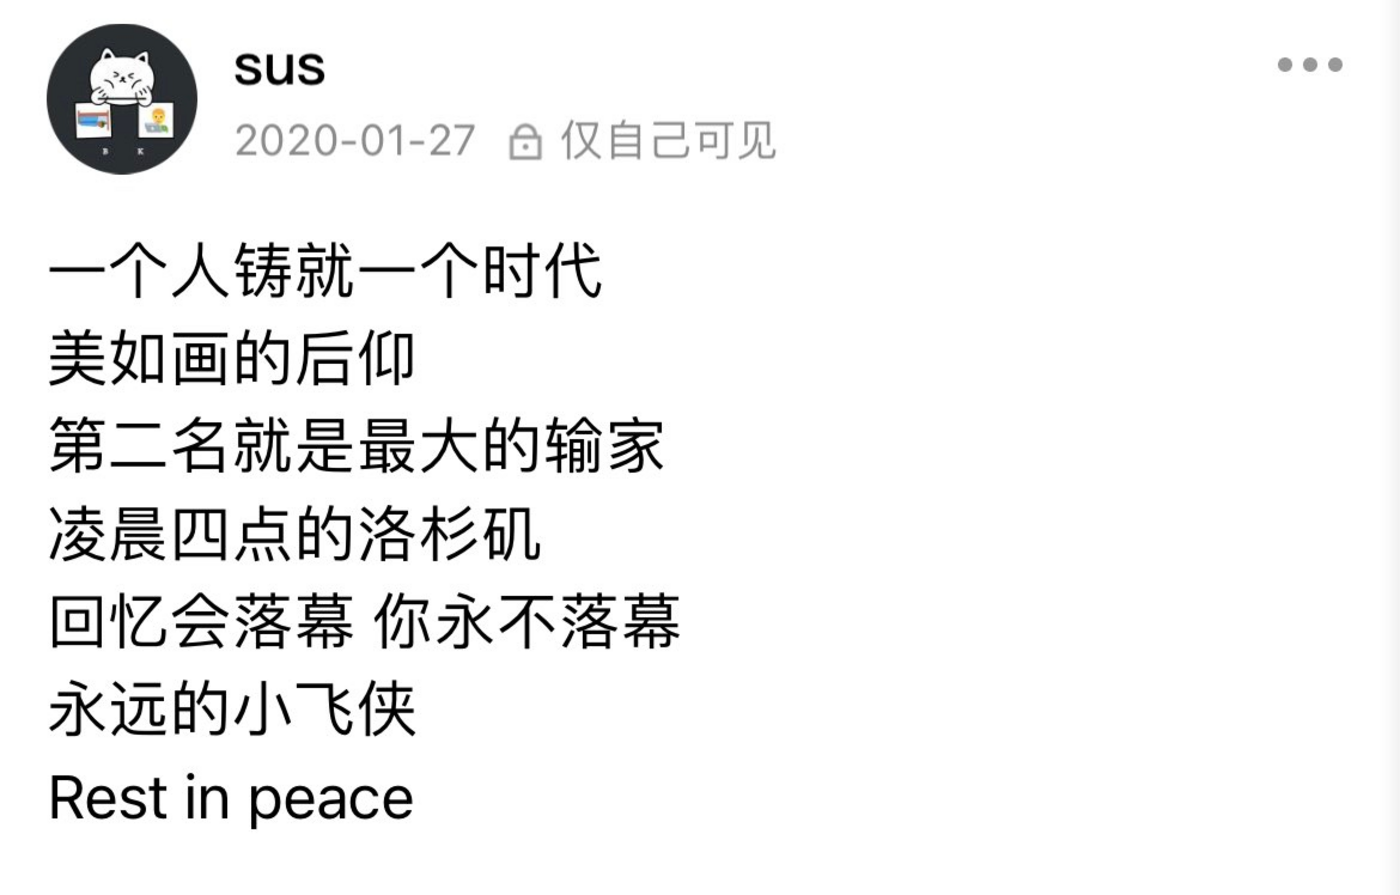 sus
2020-01-27 仅自己可见
B K
一个人铸就一个时代
美如画的后仰
第二名就是最大的输家
凌晨四点的洛杉矶
回忆会落幕 你永不落幕
永远的小飞侠
Rest in peace